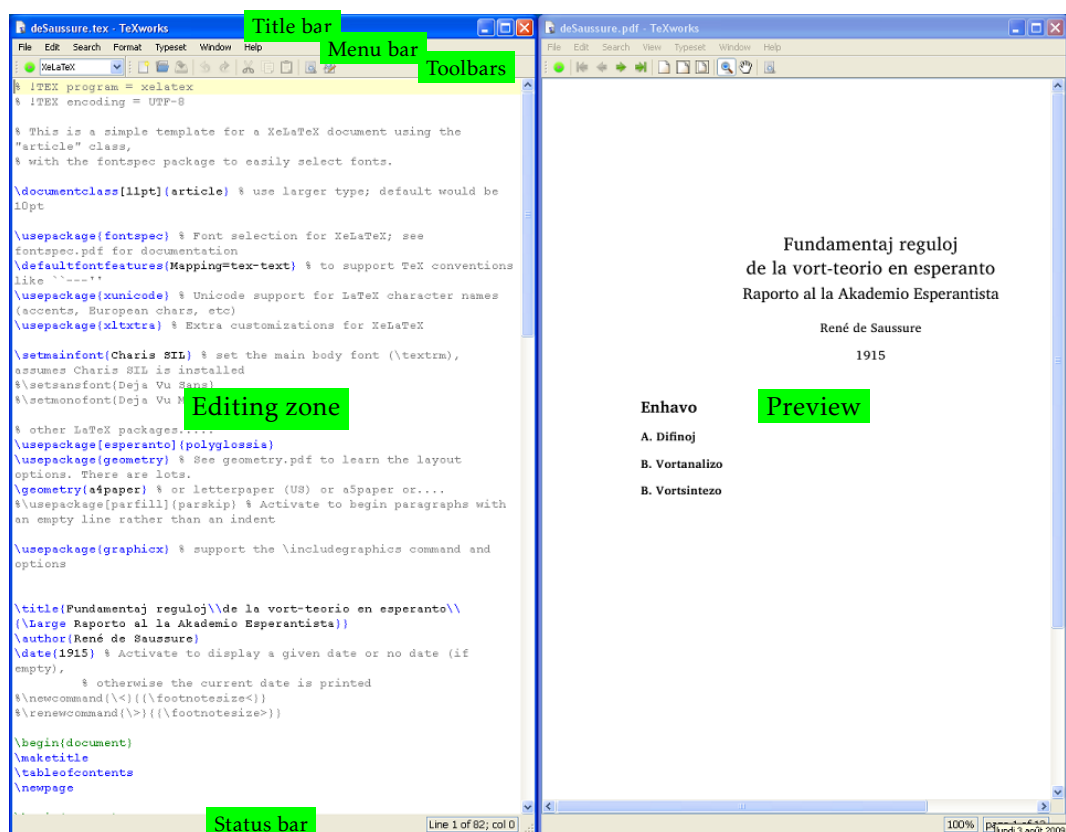 deSaussure.tex - TeXworks
Title bar
File Edit Search Format Typeset Window Help
Menu bar
XeLaTeX
Toolbars
% !TEX program = xelatex
% !TEX encoding = UTF-8
% This is a simple template for a XeLaTeX document using the
"article" class,
% with the fontspec package to easily select fonts.
\documentclass[11pt]{article} % use larger type; default would be
10pt
\usepackage{fontspec} % Font selection for XeLaTeX; see
fontspec.pdf for documentation
\defaultfontfeatures{Mapping=tex-text} % to support TeX conventions
like ``---''
\usepackage{xunicode} % Unicode support for LaTeX character names
(accents, European chars, etc)
\usepackage{xltxtra} % Extra customizations for XeLaTeX
\setmainfont{Charis SIL} % set the main body font (\textrm),
assumes Charis SIL is installed
%\setsansfont{Deja Vu Sans}
%\setmonofont{Deja Vu
Editing zone
% other LaTeX packages.....
\usepackage[esperanto]{polyglossia}
\usepackage{geometry} % See geometry.pdf to learn the layout
options. There are lots.
\geometry{a4paper} % or letterpaper (US) or a5paper or....
%\usepackage[parfill]{parskip} % Activate to begin paragraphs with
an empty line rather than an indent
\usepackage{graphicx} % support the \includegraphics command and
options
\title{Fundamentaj reguloj\\de la vort-teorio en esperanto\\
{\Large Raporto al la Akademio Esperantista}}
\author{René de Saussure}
\date{1915} % Activate to display a given date or no date (if
empty),
% otherwise the current date is printed
%\newcommand{\<}{{\footnotesize<}}
%\renewcommand{\>}{{\footnotesize>}}
\begin{document}
\maketitle
\tableofcontents
\newpage
Status bar
Line 1 of 82; col 0
deSaussure.pdf - TeXworks
File Edit Search View Typeset Window Help
Fundamentaj reguloj
de la vort-teorio en esperanto
Raporto al la Akademio Esperantista
René de Saussure
1915
Preview
Enhavo
A. Difinoj
B. Vortanalizo
B. Vortsintezo
100%
lundi 3 août 2009